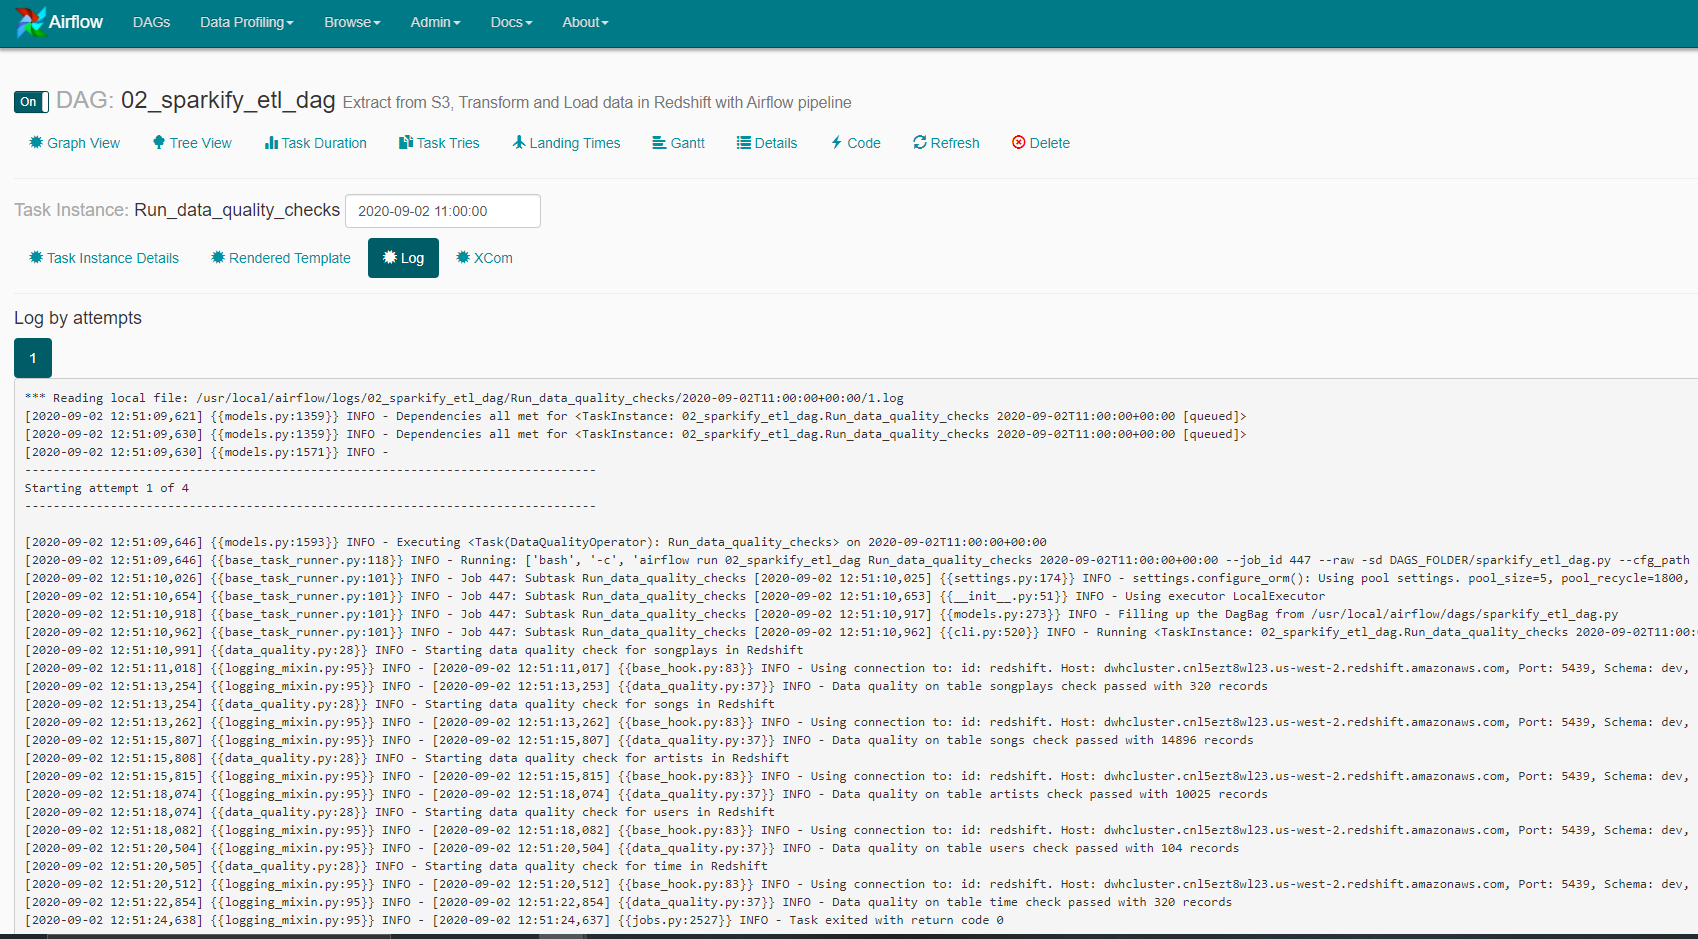 Airflow DAGs Data Profiling Browse Admin Docs About
On DAG: 02_sparkify_etl_dag Extract from S3, Transform and Load data in Redshift with Airflow pipeline
Graph View Tree View Task Duration Task Tries Landing Times Gantt Details Code Refresh Delete
Task Instance: Run_data_quality_checks 2020-09-02 11:00:00
Task Instance Details Rendered Template Log XCom
Log by attempts
1
*** Reading local file: /usr/local/airflow/logs/02_sparkify_etl_dag/Run_data_quality_checks/2020-09-02T11:00:00+00:00/1.log
[2020-09-02 12:51:09,621] {{models.py:1359}} INFO - Dependencies all met for <TaskInstance: 02_sparkify_etl_dag.Run_data_quality_checks 2020-09-02T11:00:00+00:00 [queued]>
[2020-09-02 12:51:09,630] {{models.py:1359}} INFO - Dependencies all met for <TaskInstance: 02_sparkify_etl_dag.Run_data_quality_checks 2020-09-02T11:00:00+00:00 [queued]>
[2020-09-02 12:51:09,630] {{models.py:1571}} INFO -
--------------------------------------------------------------------------------
Starting attempt 1 of 4
--------------------------------------------------------------------------------
[2020-09-02 12:51:09,646] {{models.py:1593}} INFO - Executing <Task(DataQualityOperator): Run_data_quality_checks> on 2020-09-02T11:00:00+00:00
[2020-09-02 12:51:09,646] {{base_task_runner.py:118}} INFO - Running: ['bash', '-c', 'airflow run 02_sparkify_etl_dag Run_data_quality_checks 2020-09-02T11:00:00+00:00 --job_id 447 --raw -sd DAGS_FOLDER/sparkify_etl_dag.py --cfg_path
[2020-09-02 12:51:10,026] {{base_task_runner.py:101}} INFO - Job 447: Subtask Run_data_quality_checks [2020-09-02 12:51:10,025] {{settings.py:174}} INFO - settings.configure_orm(): Using pool settings. pool_size=5, pool_recycle=1800,
[2020-09-02 12:51:10,654] {{base_task_runner.py:101}} INFO - Job 447: Subtask Run_data_quality_checks [2020-09-02 12:51:10,653] {{__init__.py:51}} INFO - Using executor LocalExecutor
[2020-09-02 12:51:10,918] {{base_task_runner.py:101}} INFO - Job 447: Subtask Run_data_quality_checks [2020-09-02 12:51:10,917] {{models.py:273}} INFO - Filling up the DagBag from /usr/local/airflow/dags/sparkify_etl_dag.py
[2020-09-02 12:51:10,962] {{base_task_runner.py:101}} INFO - Job 447: Subtask Run_data_quality_checks [2020-09-02 12:51:10,962] {{cli.py:520}} INFO - Running <TaskInstance: 02_sparkify_etl_dag.Run_data_quality_checks 2020-09-02T11:00:
[2020-09-02 12:51:10,991] {{data_quality.py:28}} INFO - Starting data quality check for songplays in Redshift
[2020-09-02 12:51:11,018] {{logging_mixin.py:95}} INFO - [2020-09-02 12:51:11,017] {{base_hook.py:83}} INFO - Using connection to: id: redshift. Host: dwhcluster.cnl5ezt8wl23.us-west-2.redshift.amazonaws.com, Port: 5439, Schema: dev,
[2020-09-02 12:51:13,254] {{logging_mixin.py:95}} INFO - [2020-09-02 12:51:13,253] {{data_quality.py:37}} INFO - Data quality on table songplays check passed with 320 records
[2020-09-02 12:51:13,254] {{data_quality.py:28}} INFO - Starting data quality check for songs in Redshift
[2020-09-02 12:51:13,262] {{logging_mixin.py:95}} INFO - [2020-09-02 12:51:13,262] {{base_hook.py:83}} INFO - Using connection to: id: redshift. Host: dwhcluster.cnl5ezt8wl23.us-west-2.redshift.amazonaws.com, Port: 5439, Schema: dev,
[2020-09-02 12:51:15,807] {{logging_mixin.py:95}} INFO - [2020-09-02 12:51:15,807] {{data_quality.py:37}} INFO - Data quality on table songs check passed with 14896 records
[2020-09-02 12:51:15,808] {{data_quality.py:28}} INFO - Starting data quality check for artists in Redshift
[2020-09-02 12:51:15,815] {{logging_mixin.py:95}} INFO - [2020-09-02 12:51:15,815] {{base_hook.py:83}} INFO - Using connection to: id: redshift. Host: dwhcluster.cnl5ezt8wl23.us-west-2.redshift.amazonaws.com, Port: 5439, Schema: dev,
[2020-09-02 12:51:18,074] {{logging_mixin.py:95}} INFO - [2020-09-02 12:51:18,074] {{data_quality.py:37}} INFO - Data quality on table artists check passed with 10025 records
[2020-09-02 12:51:18,074] {{data_quality.py:28}} INFO - Starting data quality check for users in Redshift
[2020-09-02 12:51:18,082] {{logging_mixin.py:95}} INFO - [2020-09-02 12:51:18,082] {{base_hook.py:83}} INFO - Using connection to: id: redshift. Host: dwhcluster.cnl5ezt8wl23.us-west-2.redshift.amazonaws.com, Port: 5439, Schema: dev,
[2020-09-02 12:51:20,504] {{logging_mixin.py:95}} INFO - [2020-09-02 12:51:20,504] {{data_quality.py:37}} INFO - Data quality on table users check passed with 104 records
[2020-09-02 12:51:20,505] {{data_quality.py:28}} INFO - Starting data quality check for time in Redshift
[2020-09-02 12:51:20,512] {{logging_mixin.py:95}} INFO - [2020-09-02 12:51:20,512] {{base_hook.py:83}} INFO - Using connection to: id: redshift. Host: dwhcluster.cnl5ezt8wl23.us-west-2.redshift.amazonaws.com, Port: 5439, Schema: dev,
[2020-09-02 12:51:22,854] {{logging_mixin.py:95}} INFO - [2020-09-02 12:51:22,854] {{data_quality.py:37}} INFO - Data quality on table time check passed with 320 records
[2020-09-02 12:51:24,638] {{logging_mixin.py:95}} INFO - [2020-09-02 12:51:24,637] {{jobs.py:2527}} INFO - Task exited with return code 0